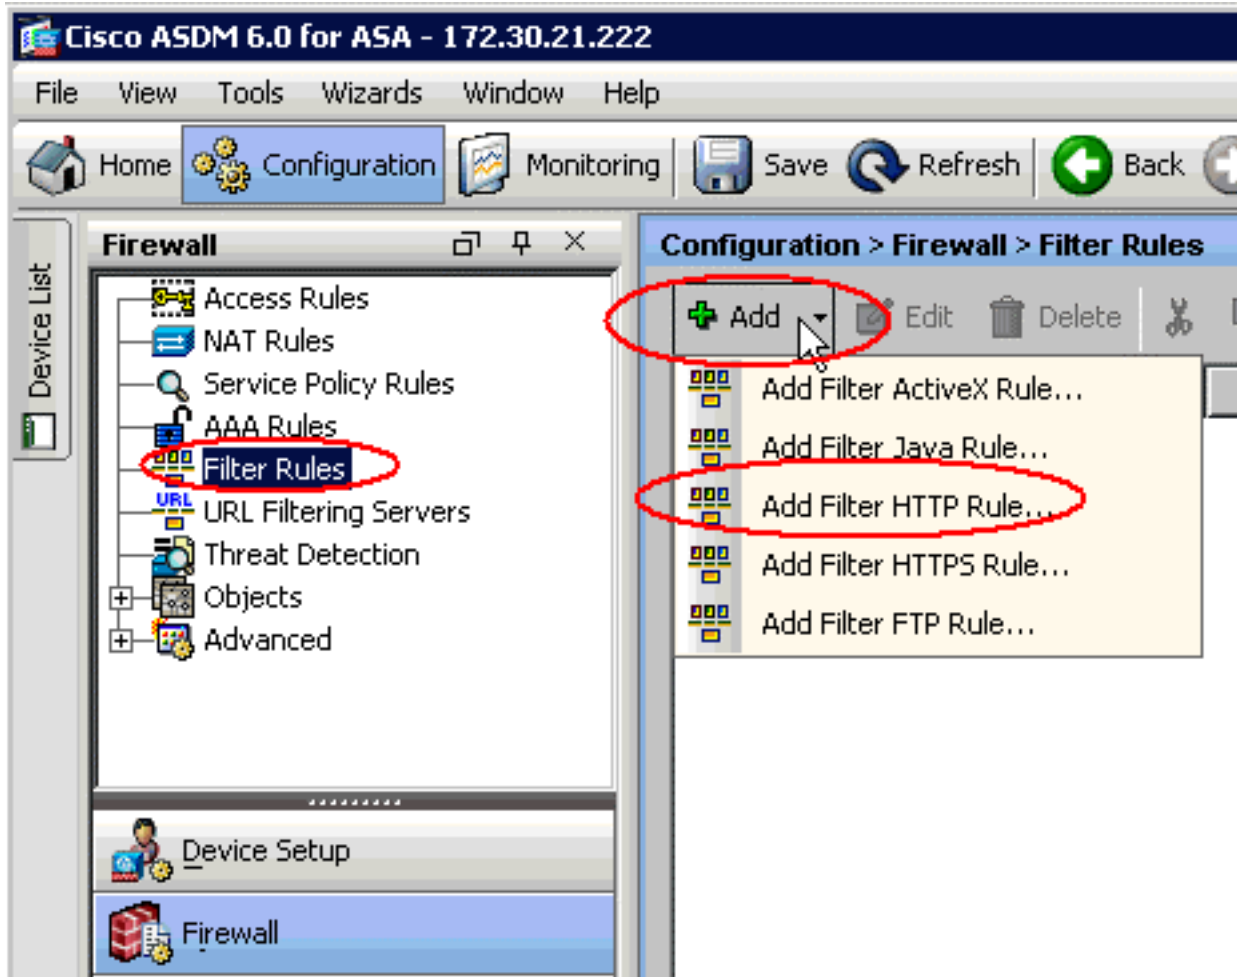 Cisco ASDM 6.0 for ASA - 172.30.21.222
File View Tools Wizards Window Help
Home Configuration Monitoring Save Refresh Back
Device List
Firewall
Access Rules
NAT Rules
Service Policy Rules
AAA Rules
Filter Rules
URL URL Filtering Servers
Threat Detection
Objects
Advanced
Device Setup
Firewall
Configuration > Firewall > Filter Rules
Add Edit Delete
Add Filter ActiveX Rule...
Add Filter Java Rule...
Add Filter HTTP Rule...
Add Filter HTTPS Rule...
Add Filter FTP Rule...